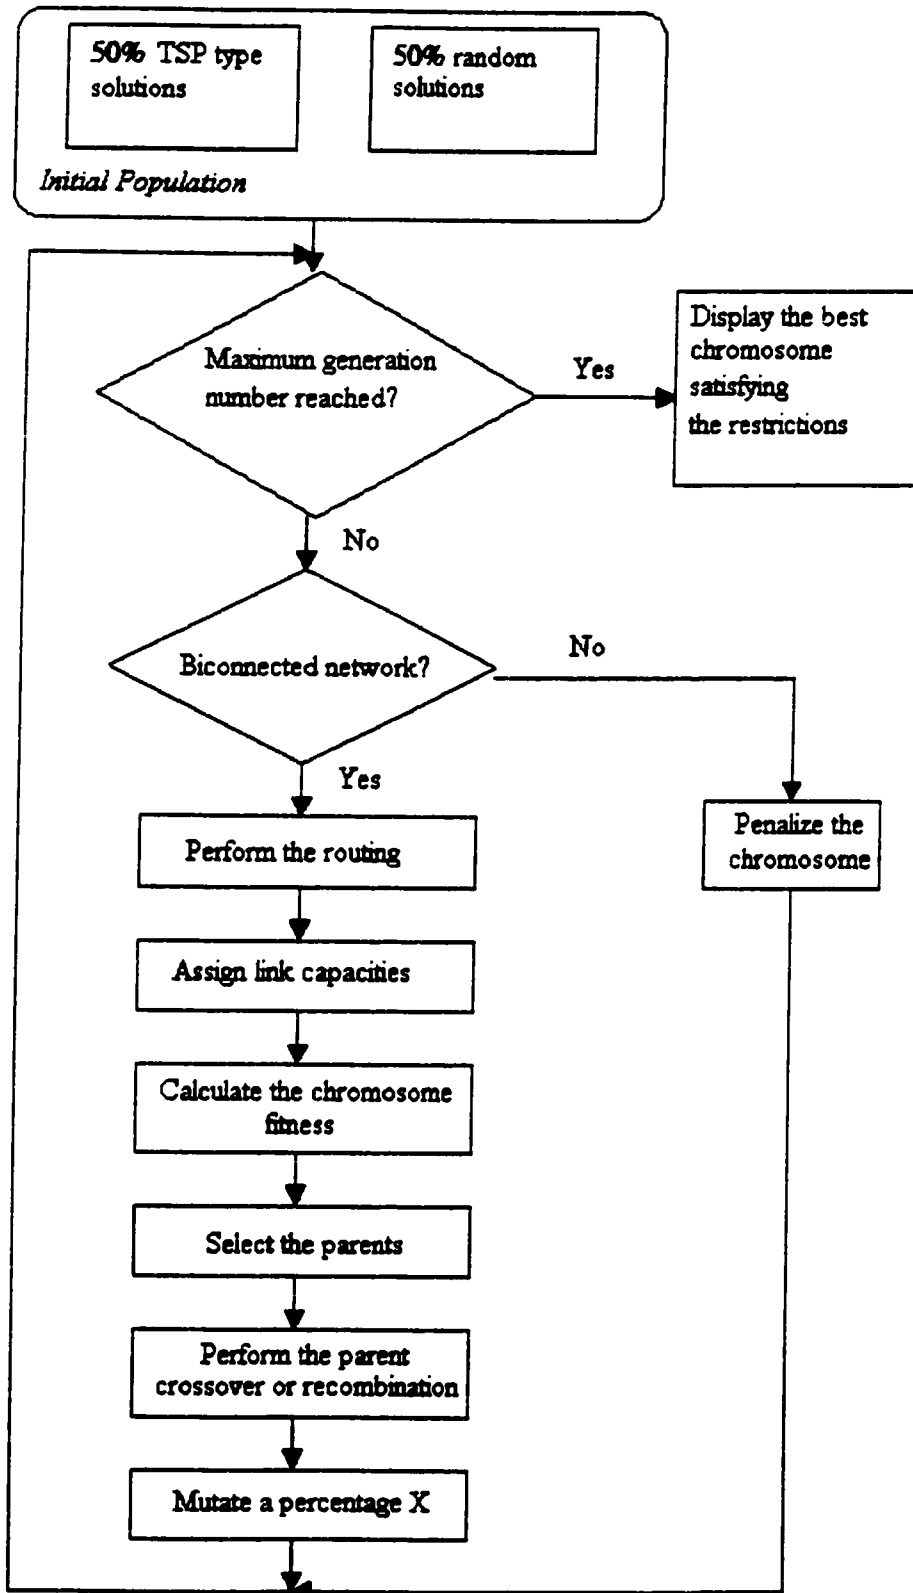 50% TSP type
solutions
50% random
solutions
Initial Population
Maximum generation
number reached?
Yes
Display the best
chromosome
satisfying
the restrictions
No
Biconnected network?
No
Yes
Perform the routing
Penalize the
chromosome
Assign link capacities
Calculate the chromosome
fitness
Select the parents
Perform the parent
crossover or recombination
Mutate a percentage X